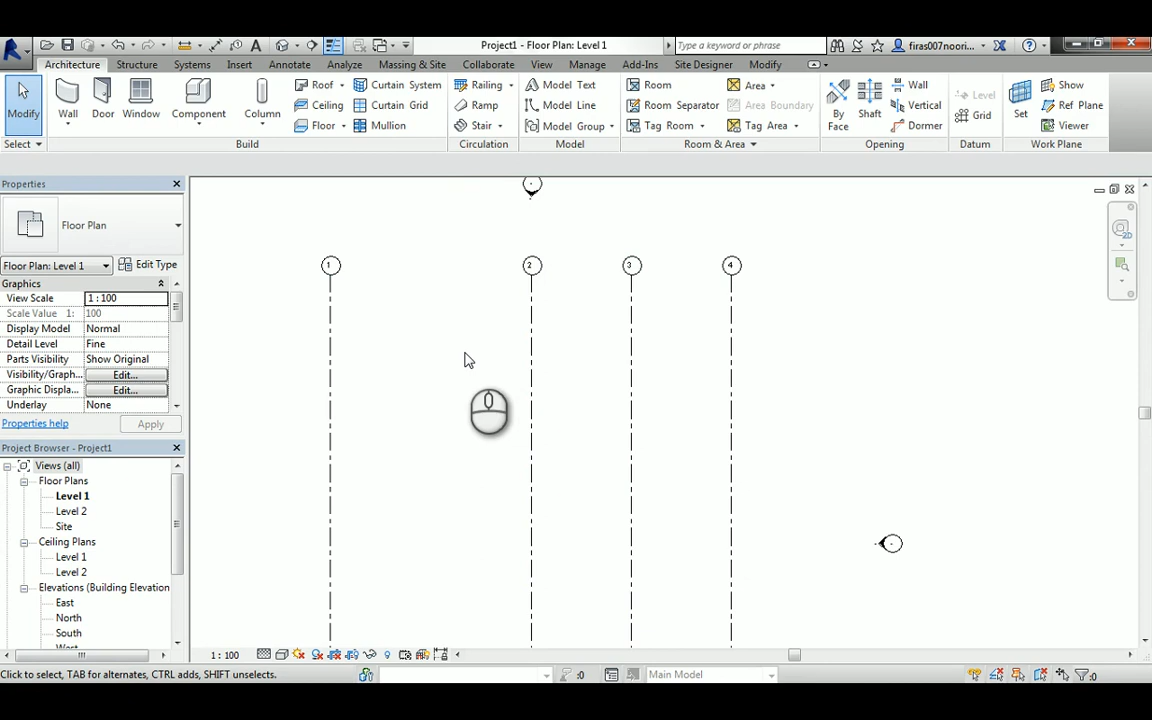 Project1 - Floor Plan: Level 1
Type a keyword or phrase
firas007noori...
Architecture Structure Systems Insert Annotate Analyze Massing & Site Collaborate View Manage Add-Ins Site Designer Modify
Modify
Wall
Door
Window
Component
Column
Roof
Ceiling
Floor
Curtain System
Curtain Grid
Mullion
Railing
Ramp
Stair
Model Text
Model Line
Model Group
Room
Room Separator
Tag Room
Area
Area Boundary
Tag Area
By
Face
Shaft
Wall
Vertical
Dormer
Level
Grid
Set
Show
Ref Plane
Viewer
Select
Build
Circulation
Model
Room & Area
Opening
Datum
Work Plane
Properties
Floor Plan
Floor Plan: Level 1
Edit Type
Graphics
View Scale 1 : 100
Scale Value 1: 100
Display Model Normal
Detail Level Fine
Parts Visibility Show Original
Visibility/Graph... Edit...
Graphic Displa... Edit...
Underlay None
Properties help
Apply
Project Browser - Project1
Views (all)
Floor Plans
Level 1
Level 2
Site
Ceiling Plans
Level 1
Level 2
Elevations (Building Elevation
East
North
South
1
2
3
4
2D
1 : 100
Click to select, TAB for alternates, CTRL adds, SHIFT unselects.
:0
Main Model
:0